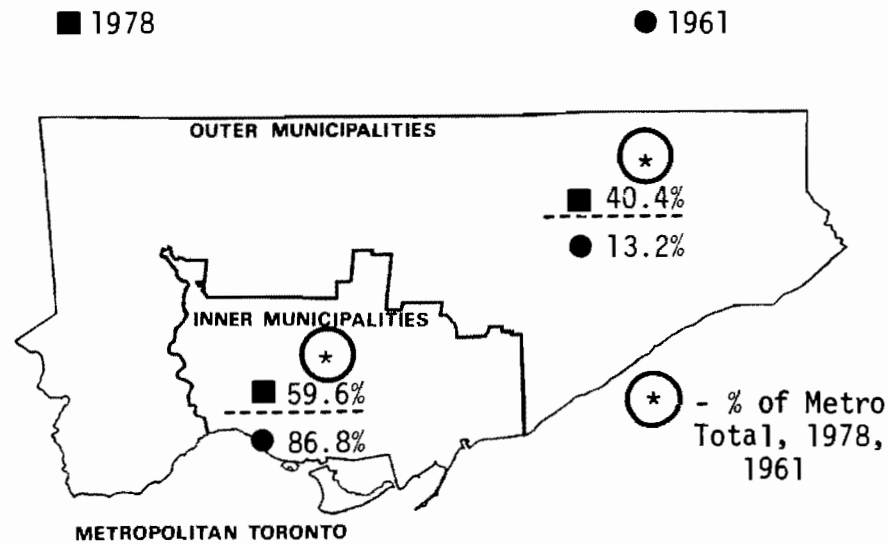 ■ 1978
● 1961
OUTER MUNICIPALITIES
*
■ 40.4%
● 13.2%
INNER MUNICIPALITIES
*
■ 59.6%
● 86.8%
* - % of Metro
Total, 1978,
1961
METROPOLITAN TORONTO